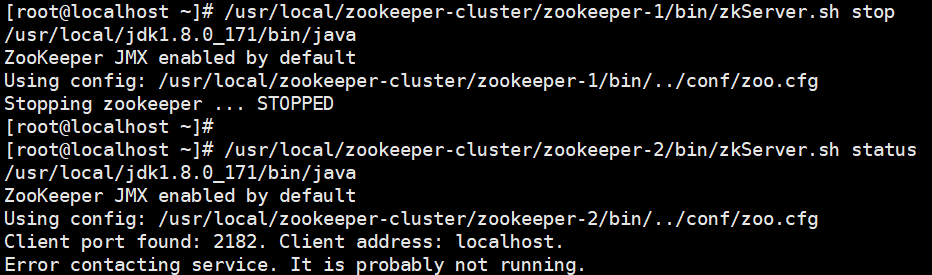 [root@localhost ~]# /usr/local/zookeeper-cluster/zookeeper-1/bin/zkServer.sh stop
/usr/local/jdk1.8.0_171/bin/java
ZooKeeper JMX enabled by default
Using config: /usr/local/zookeeper-cluster/zookeeper-1/bin/../conf/zoo.cfg
Stopping zookeeper ... STOPPED
[root@localhost ~]#
[root@localhost ~]# /usr/local/zookeeper-cluster/zookeeper-2/bin/zkServer.sh status
/usr/local/jdk1.8.0_171/bin/java
ZooKeeper JMX enabled by default
Using config: /usr/local/zookeeper-cluster/zookeeper-2/bin/../conf/zoo.cfg
Client port found: 2182. Client address: localhost.
Error contacting service. It is probably not running.